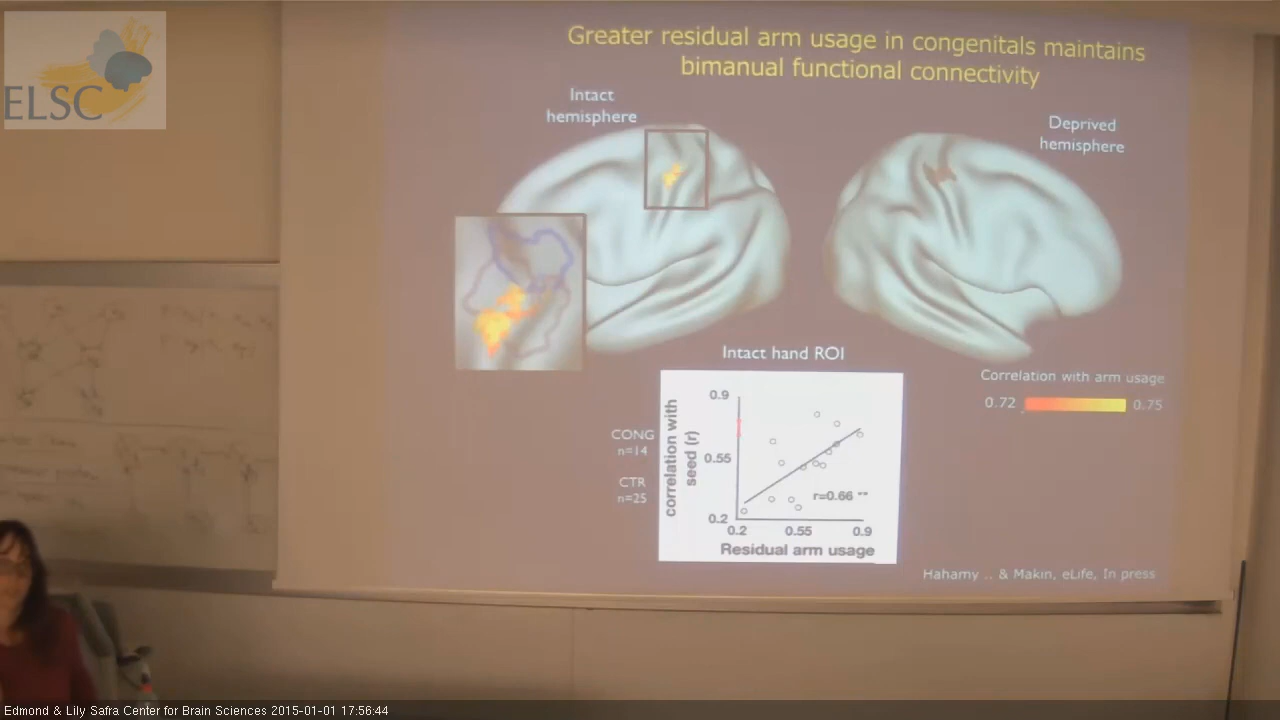 ELSC
Greater residual arm usage in congenitals maintains
bimanual functional connectivity
Intact
hemisphere
Deprived
hemisphere
Intact hand ROI
Correlation with arm usage
0.72
0.75
CONG
n=14
CTR
n=25
correlation with
seed (r)
0.9
0.55
0.2
r=0.66 **
0.2 0.55 0.9
Residual arm usage
Hahamy .. & Makin, eLife, In press
Edmond & Lily Safra Center for Brain Sciences 2015-01-01 17:56:44